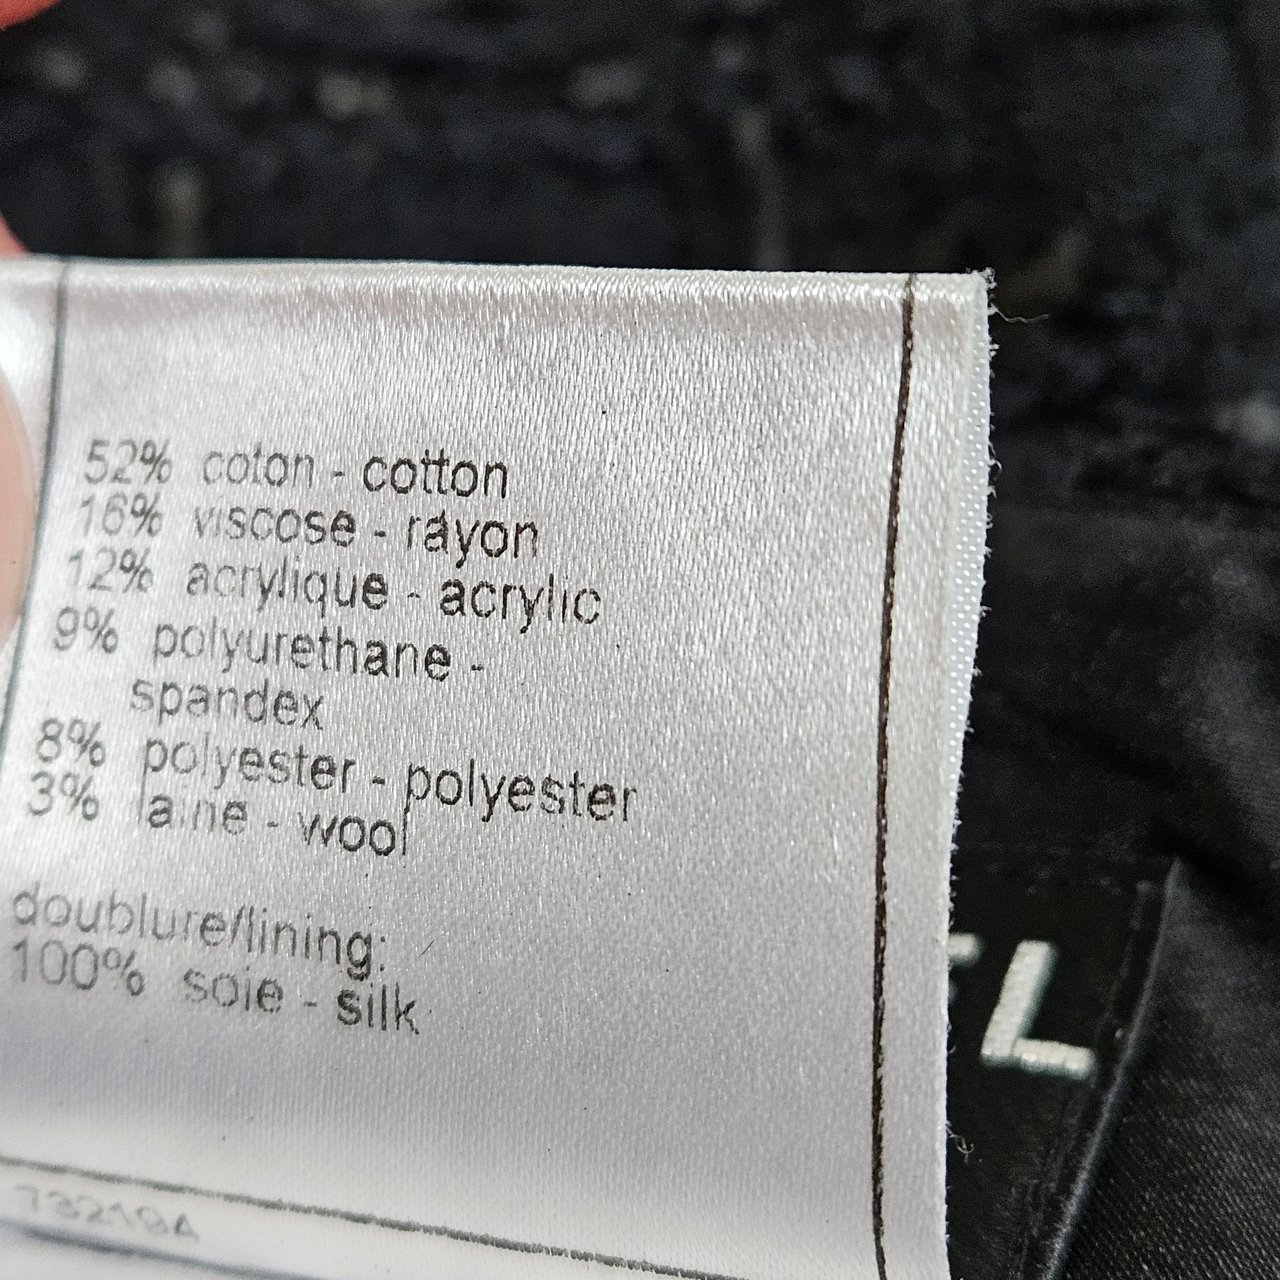 52% coton - cotton
16% viscose - rayon
12% acrylique - acrylic
9% polyurethane -
spandex
8% polyester - polyester
3% laine - wool
doublure/lining:
100% soie - silk
73219A
L